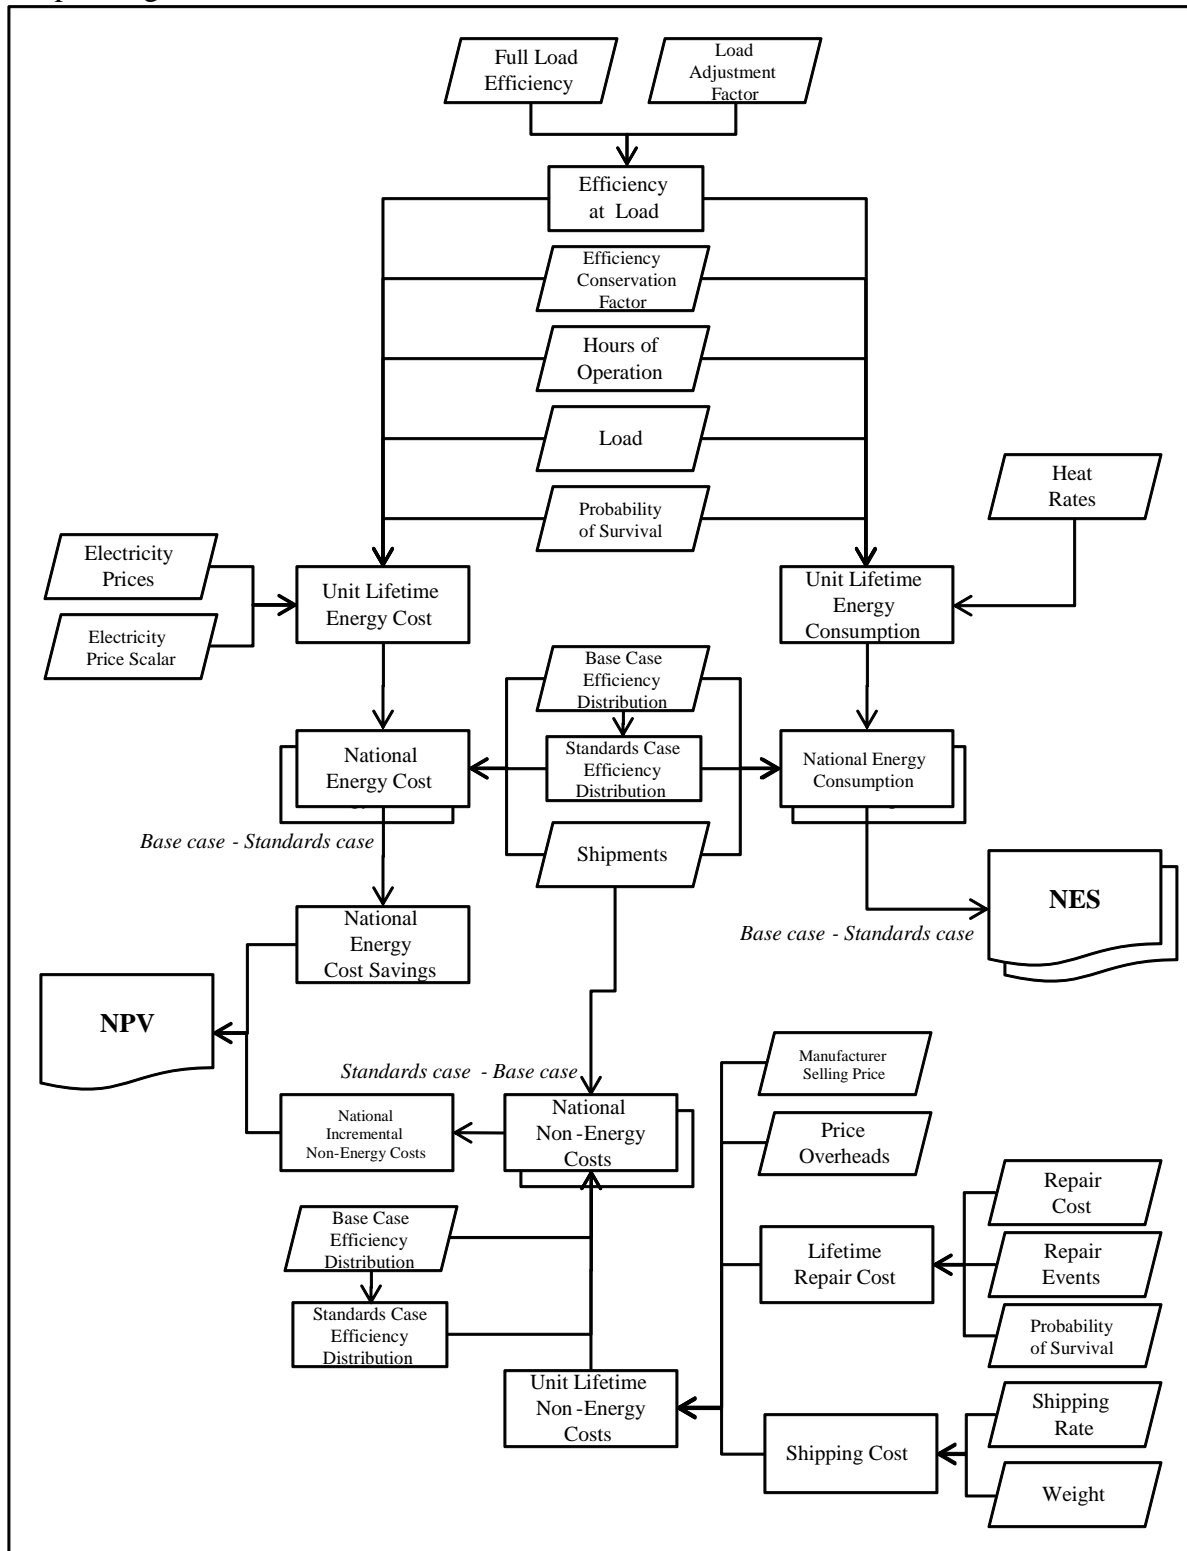 Full Load
Efficiency
Load
Adjustment
Factor
Efficiency
at Load
Efficiency
Conservation
Factor
Hours of
Operation
Load
Probability
of Survival
Heat
Rates
Electricity
Prices
Electricity
Price Scalar
Unit Lifetime
Energy Cost
Unit Lifetime
Energy
Consumption
Base Case
Efficiency
Distribution
Standards Case
Efficiency
Distribution
National
Energy Cost
National Energy
Consumption
Base case - Standards case
Shipments
National
Energy
Cost Savings
NES
Base case - Standards case
NPV
Standards case - Base case
National
Incremental
Non-Energy Costs
National
Non-Energy
Costs
Manufacturer
Selling Price
Price
Overheads
Base Case
Efficiency
Distribution
Standards Case
Efficiency
Distribution
Lifetime
Repair Cost
Repair
Cost
Repair
Events
Probability
of Survival
Unit Lifetime
Non-Energy
Costs
Shipping Cost
Shipping
Rate
Weight